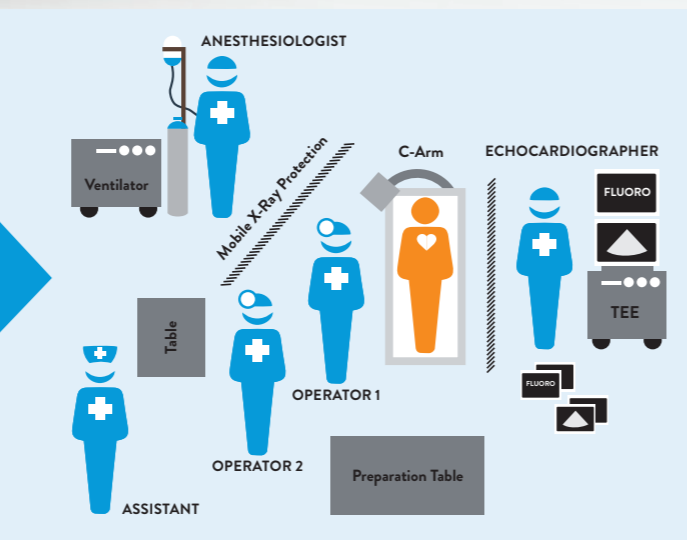 ANESTHESIOLOGIST
Ventilator
Mobile X-Ray Protection
C-Arm
ECHOCARDIOGRAPHER
FLUORO
TEE
Table
OPERATOR 1
FLUORO
OPERATOR 2
Preparation Table
ASSISTANT